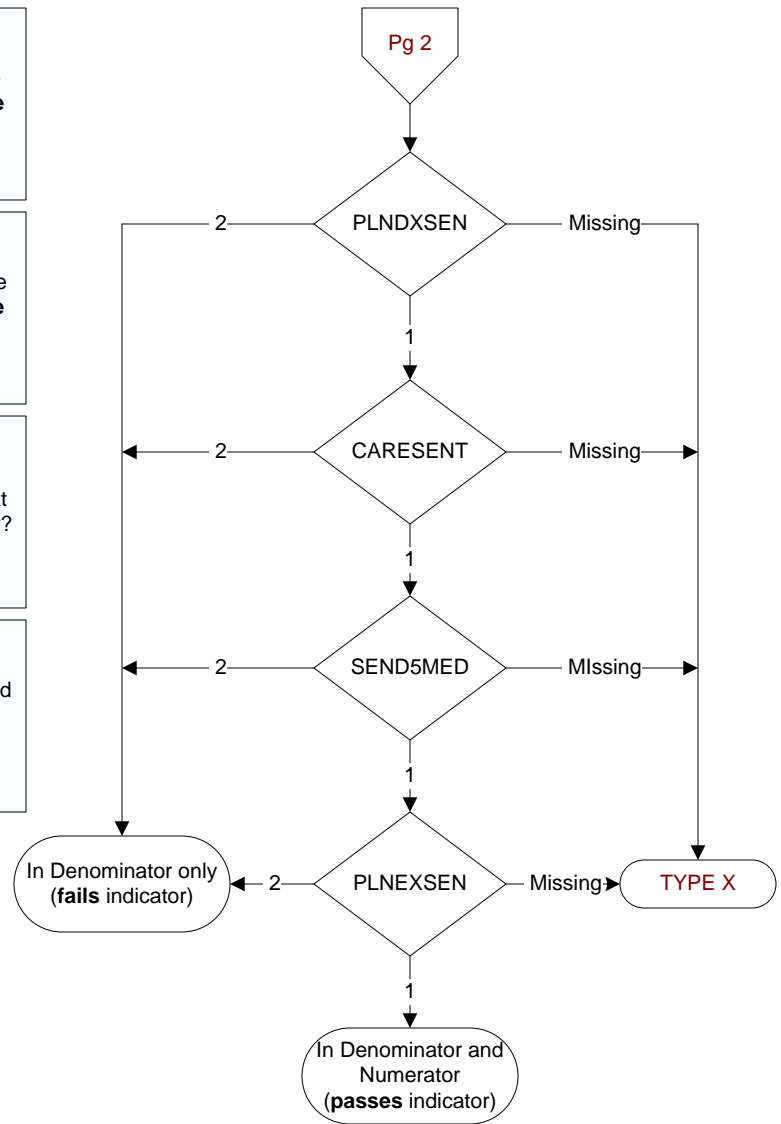 Pg 2
e
2
PLNDXSEN
Missing
1
e
e
2
CARESENT
Missing
t
?
1
2
SEND5MED
MIssing
d
1
In Denominator only
(fails indicator)
2
PLNEXSEN
Missing
TYPE X
1
In Denominator and
Numerator
(passes indicator)